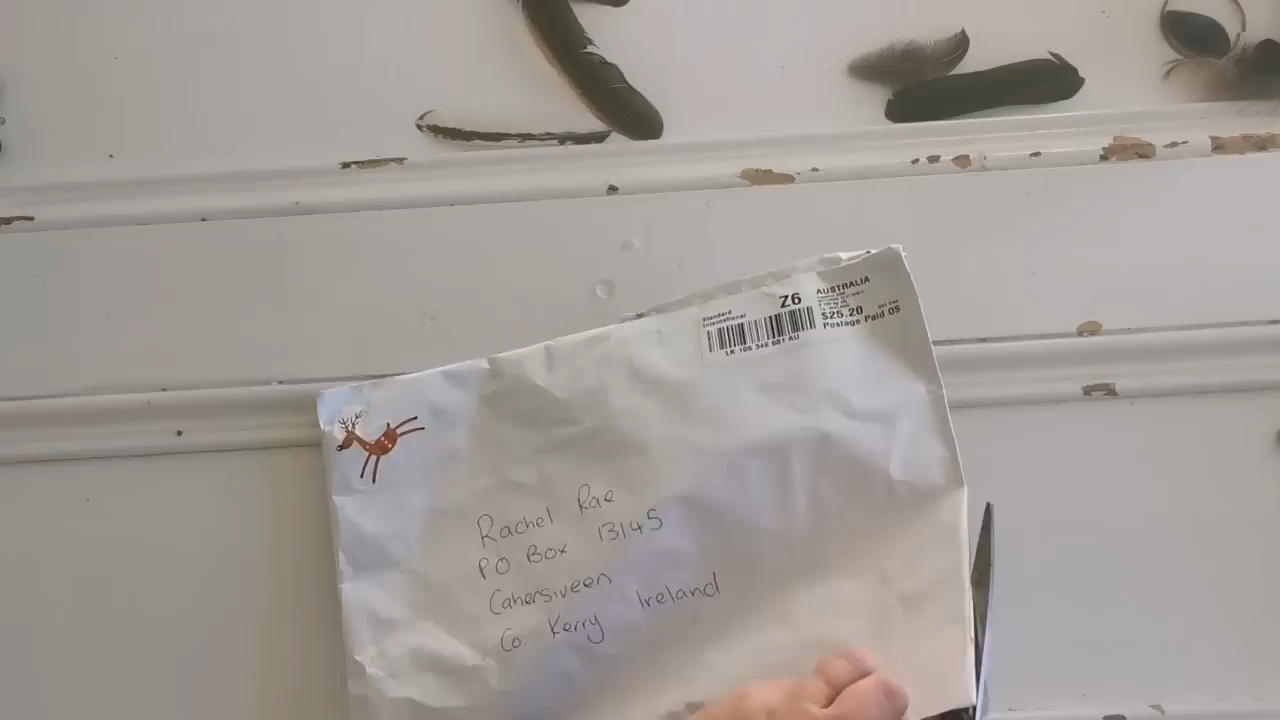 Z6
AUSTRALIA
Standard
International
$25.20
Postage Paid OS
LK 108 348 681 AU
Rachel Rae
PO Box 13145
Cahersiveen
Co Kerry Ireland